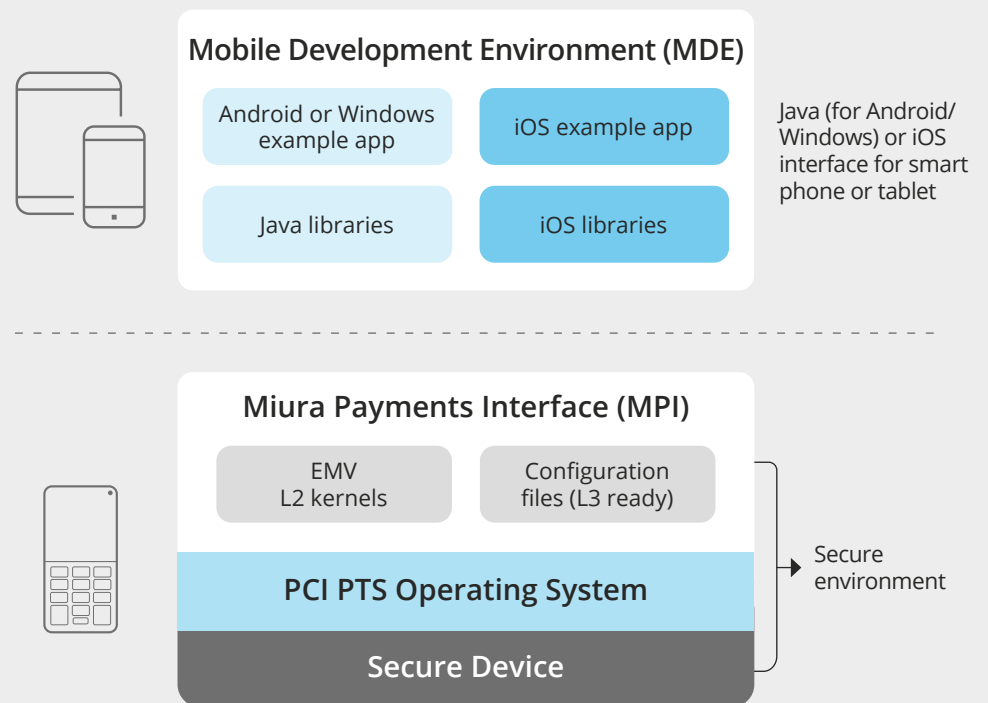 Mobile Development Environment (MDE)
Android or Windows
example app
iOS example app
Java libraries
iOS libraries
Java (for Android/
Windows) or iOS
interface for smart
phone or tablet
Miura Payments Interface (MPI)
EMV
L2 kernels
Configuration
files (L3 ready)
PCI PTS Operating System
Secure Device
Secure
environment